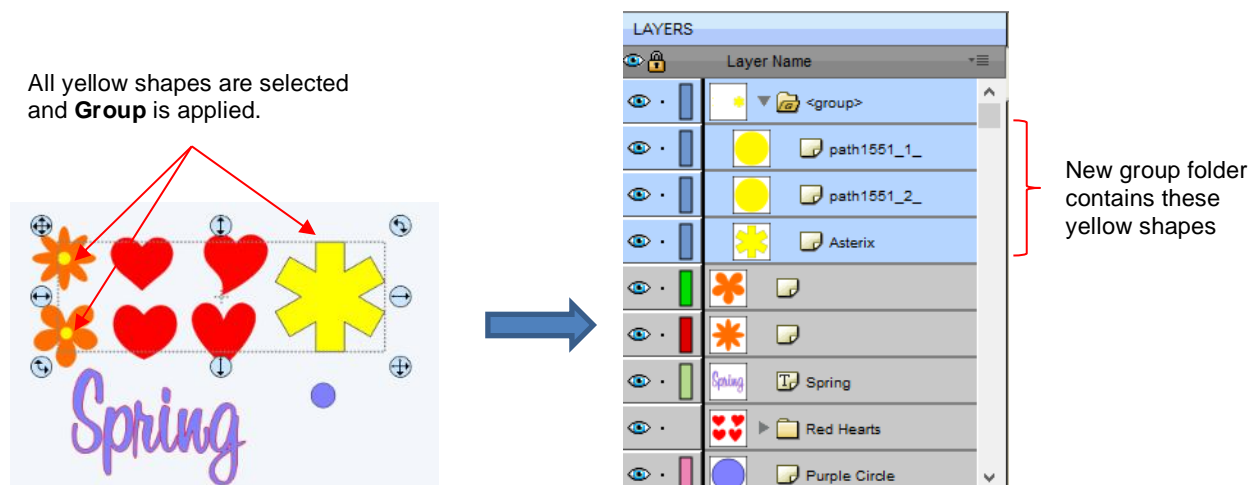 All yellow shapes are selected
and Group is applied.
Spring
LAYERS
Layer Name
<group>
path1551_1_
path1551_2_
Asterix
Spring
Spring
Red Hearts
Purple Circle
New group folder
contains these
yellow shapes